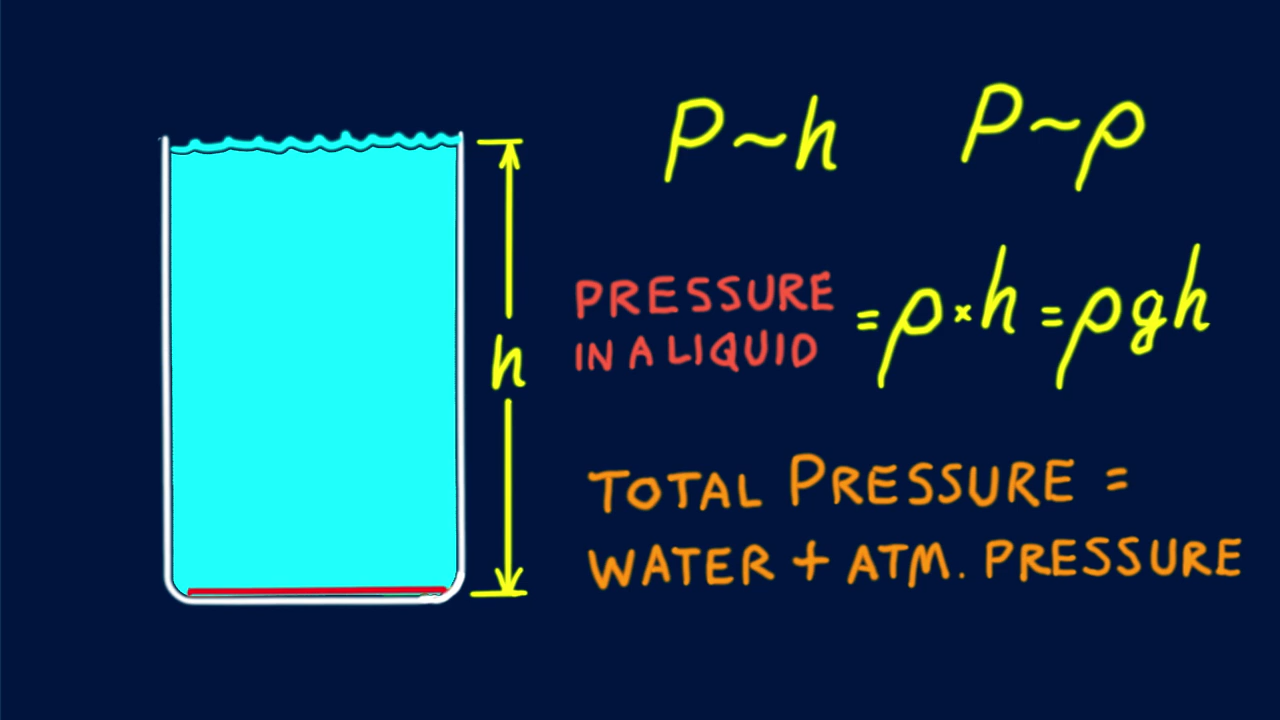 P~h P~ρ
h
PRESSURE
IN A LIQUID
=ρ×h =ρgh
TOTAL PRESSURE =
WATER + ATM. PRESSURE